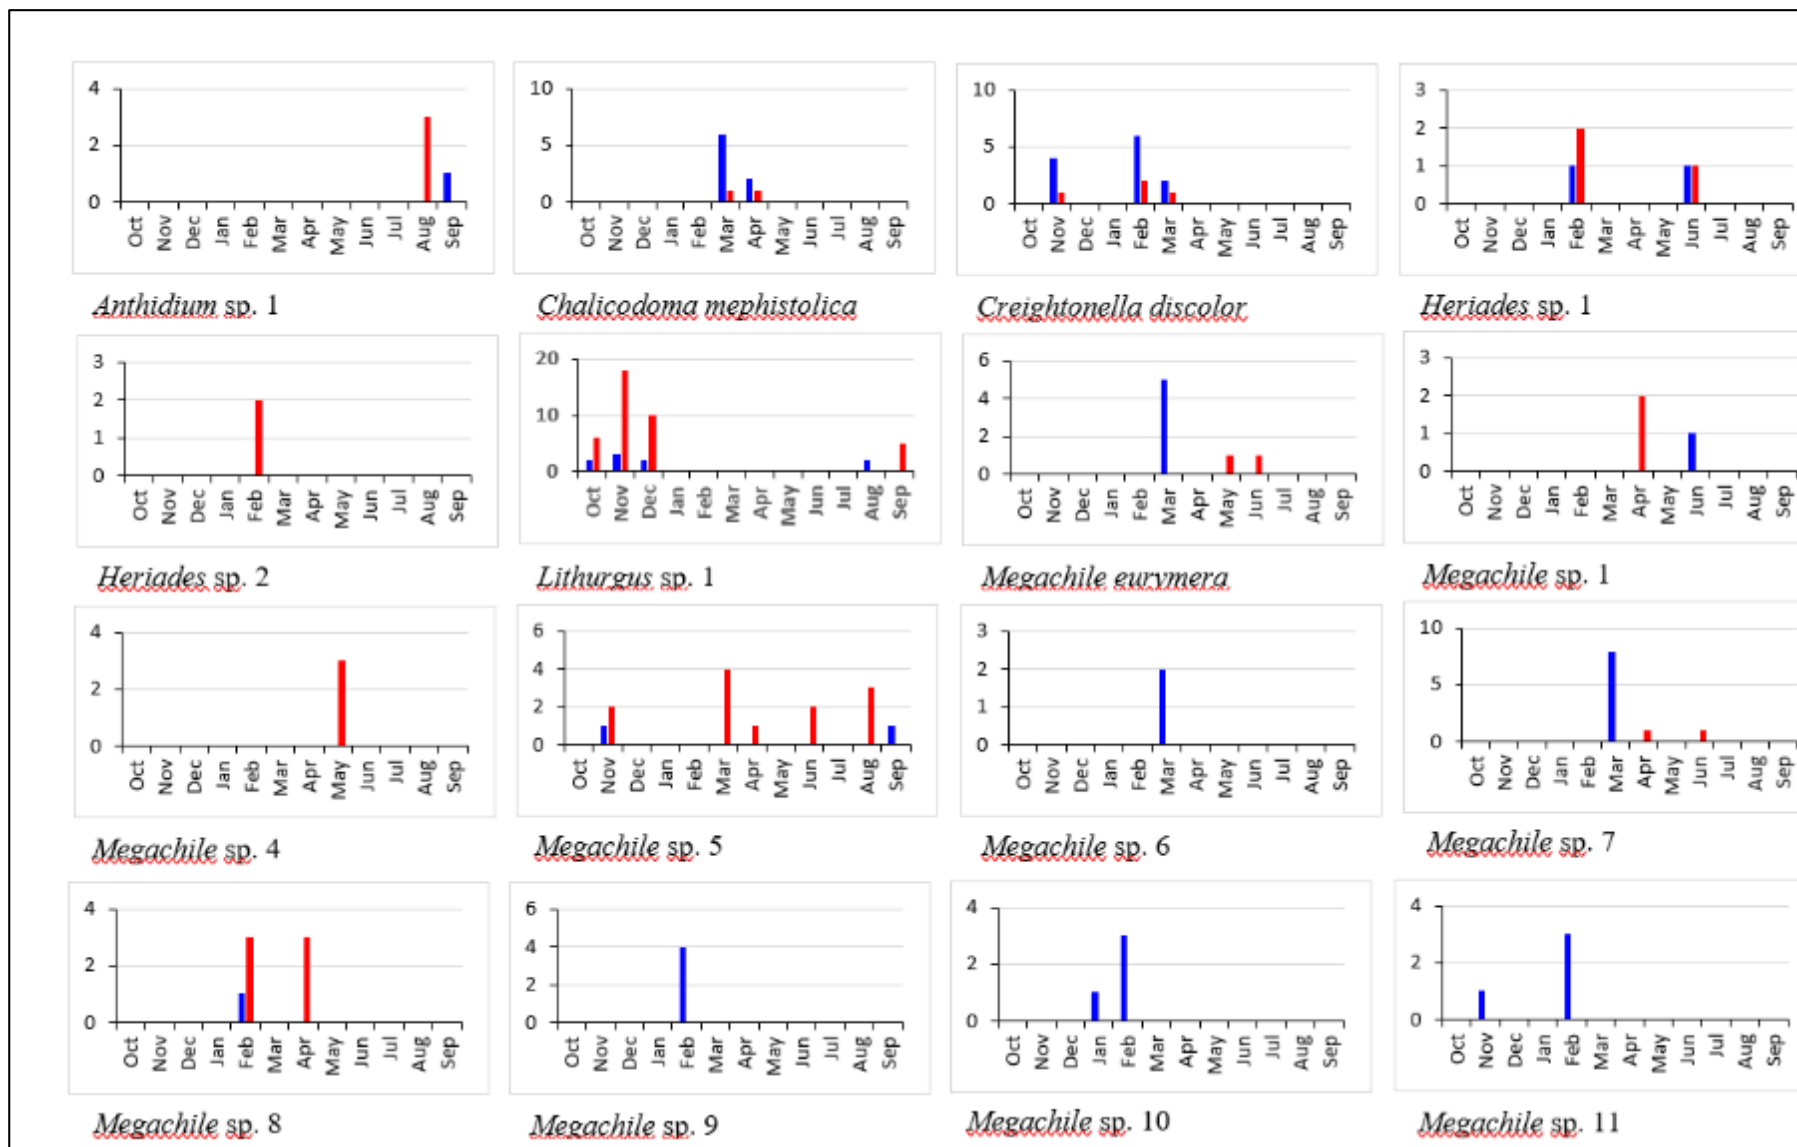 4
2
0
Oct Nov Dec Jan Feb Mar Apr May Jun Jul Aug Sep
Anthidium sp. 1
10
5
0
Oct Nov Dec Jan Feb Mar Apr May Jun Jul Aug Sep
Chalicodoma mephistolica
10
5
0
Oct Nov Dec Jan Feb Mar Apr May Jun Jul Aug Sep
Creightonella discolor
3
2
1
0
Oct Nov Dec Jan Feb Mar Apr May Jun Jul Aug Sep
Heriades sp. 1
3
2
1
0
Oct Nov Dec Jan Feb Mar Apr May Jun Jul Aug Sep
Heriades sp. 2
20
10
0
Oct Nov Dec Jan Feb Mar Apr May Jun Jul Aug Sep
Lithurgus sp. 1
6
4
2
0
Oct Nov Dec Jan Feb Mar Apr May Jun Jul Aug Sep
Megachile eurymera
3
2
1
0
Oct Nov Dec Jan Feb Mar Apr May Jun Jul Aug Sep
Megachile sp. 1
4
2
0
Oct Nov Dec Jan Feb Mar Apr May Jun Jul Aug Sep
Megachile sp. 4
6
4
2
0
Oct Nov Dec Jan Feb Mar Apr May Jun Jul Aug Sep
Megachile sp. 5
3
2
1
0
Oct Nov Dec Jan Feb Mar Apr May Jun Jul Aug Sep
Megachile sp. 6
10
5
0
Oct Nov Dec Jan Feb Mar Apr May Jun Jul Aug Sep
Megachile sp. 7
4
2
0
Oct Nov Dec Jan Feb Mar Apr May Jun Jul Aug Sep
Megachile sp. 8
6
4
2
0
Oct Nov Dec Jan Feb Mar Apr May Jun Jul Aug Sep
Megachile sp. 9
4
2
0
Oct Nov Dec Jan Feb Mar Apr May Jun Jul Aug Sep
Megachile sp. 10
4
2
0
Oct Nov Dec Jan Feb Mar Apr May Jun Jul Aug Sep
Megachile sp. 11